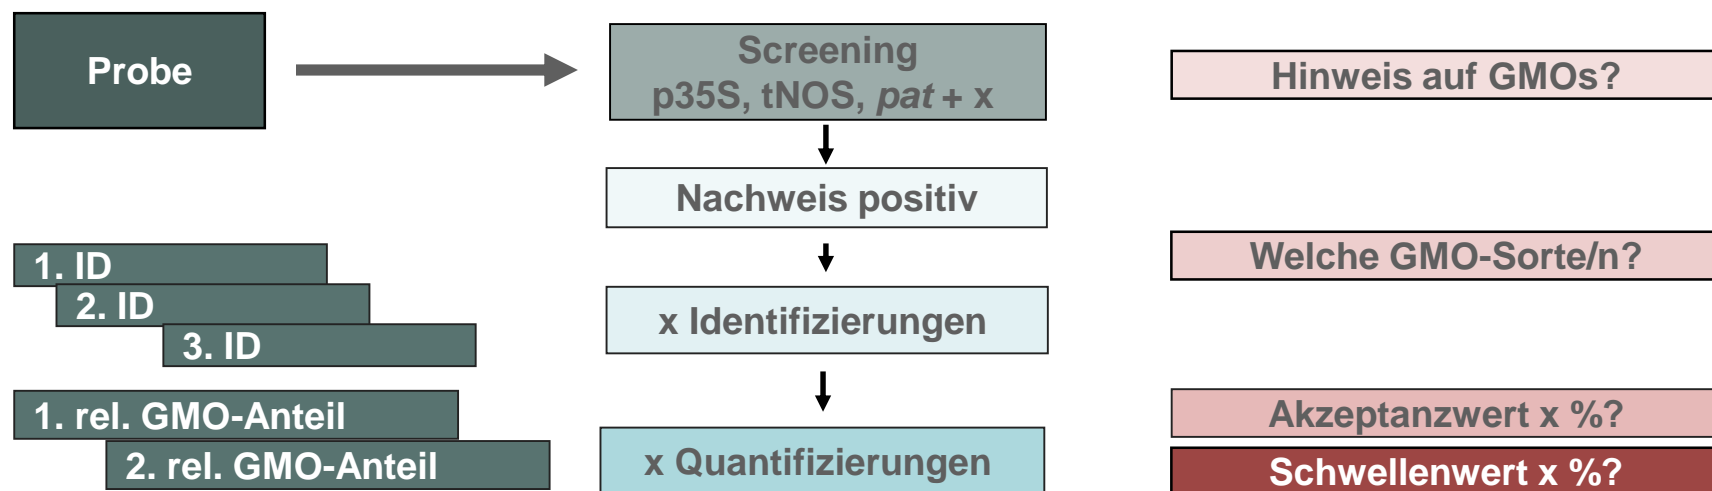 Probe
Screening
p35S, tNOS, pat + x
Hinweis auf GMOs?
Nachweis positiv
1. ID
2. ID
3. ID
Welche GMO-Sorte/n?
x Identifizierungen
1. rel. GMO-Anteil
2. rel. GMO-Anteil
Akzeptanzwert x %?
x Quantifizierungen
Schwellenwert x %?